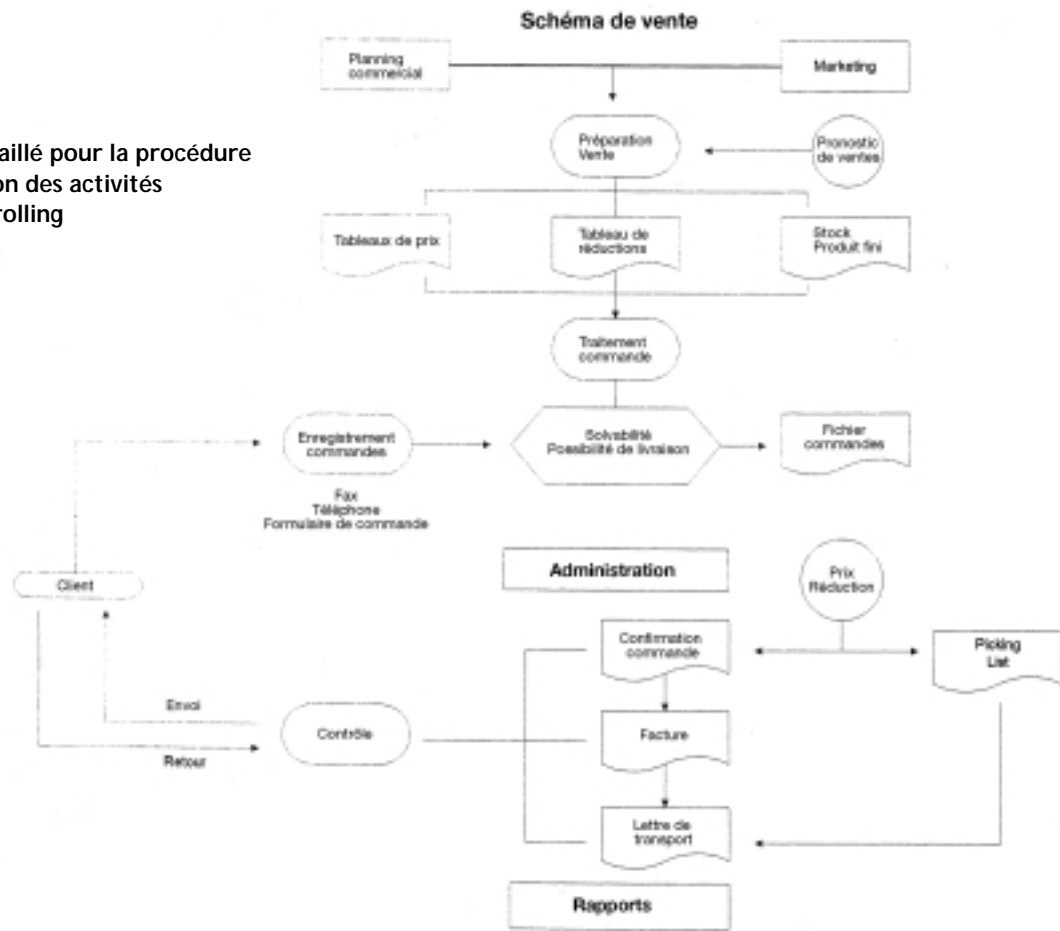 Schéma de vente
Planning
commercial
Marketing
aillé pour la procédure
on des activités
rolling
Préparation
Vente
Pronostic
de ventes
Tableaux de prix
Tableau de
réductions
Stock
Produit fini
Traitement
commande
Enregistrement
commandes
Solvabilité
Possibilité de livraison
Fichier
commandes
Fax
Téléphone
Formulaire de commande
Client
Administration
Prix
Réduction
Confirmation
commande
Picking
List
Envoi
Contrôle
Facture
Retour
Lettre de
transport
Rapports